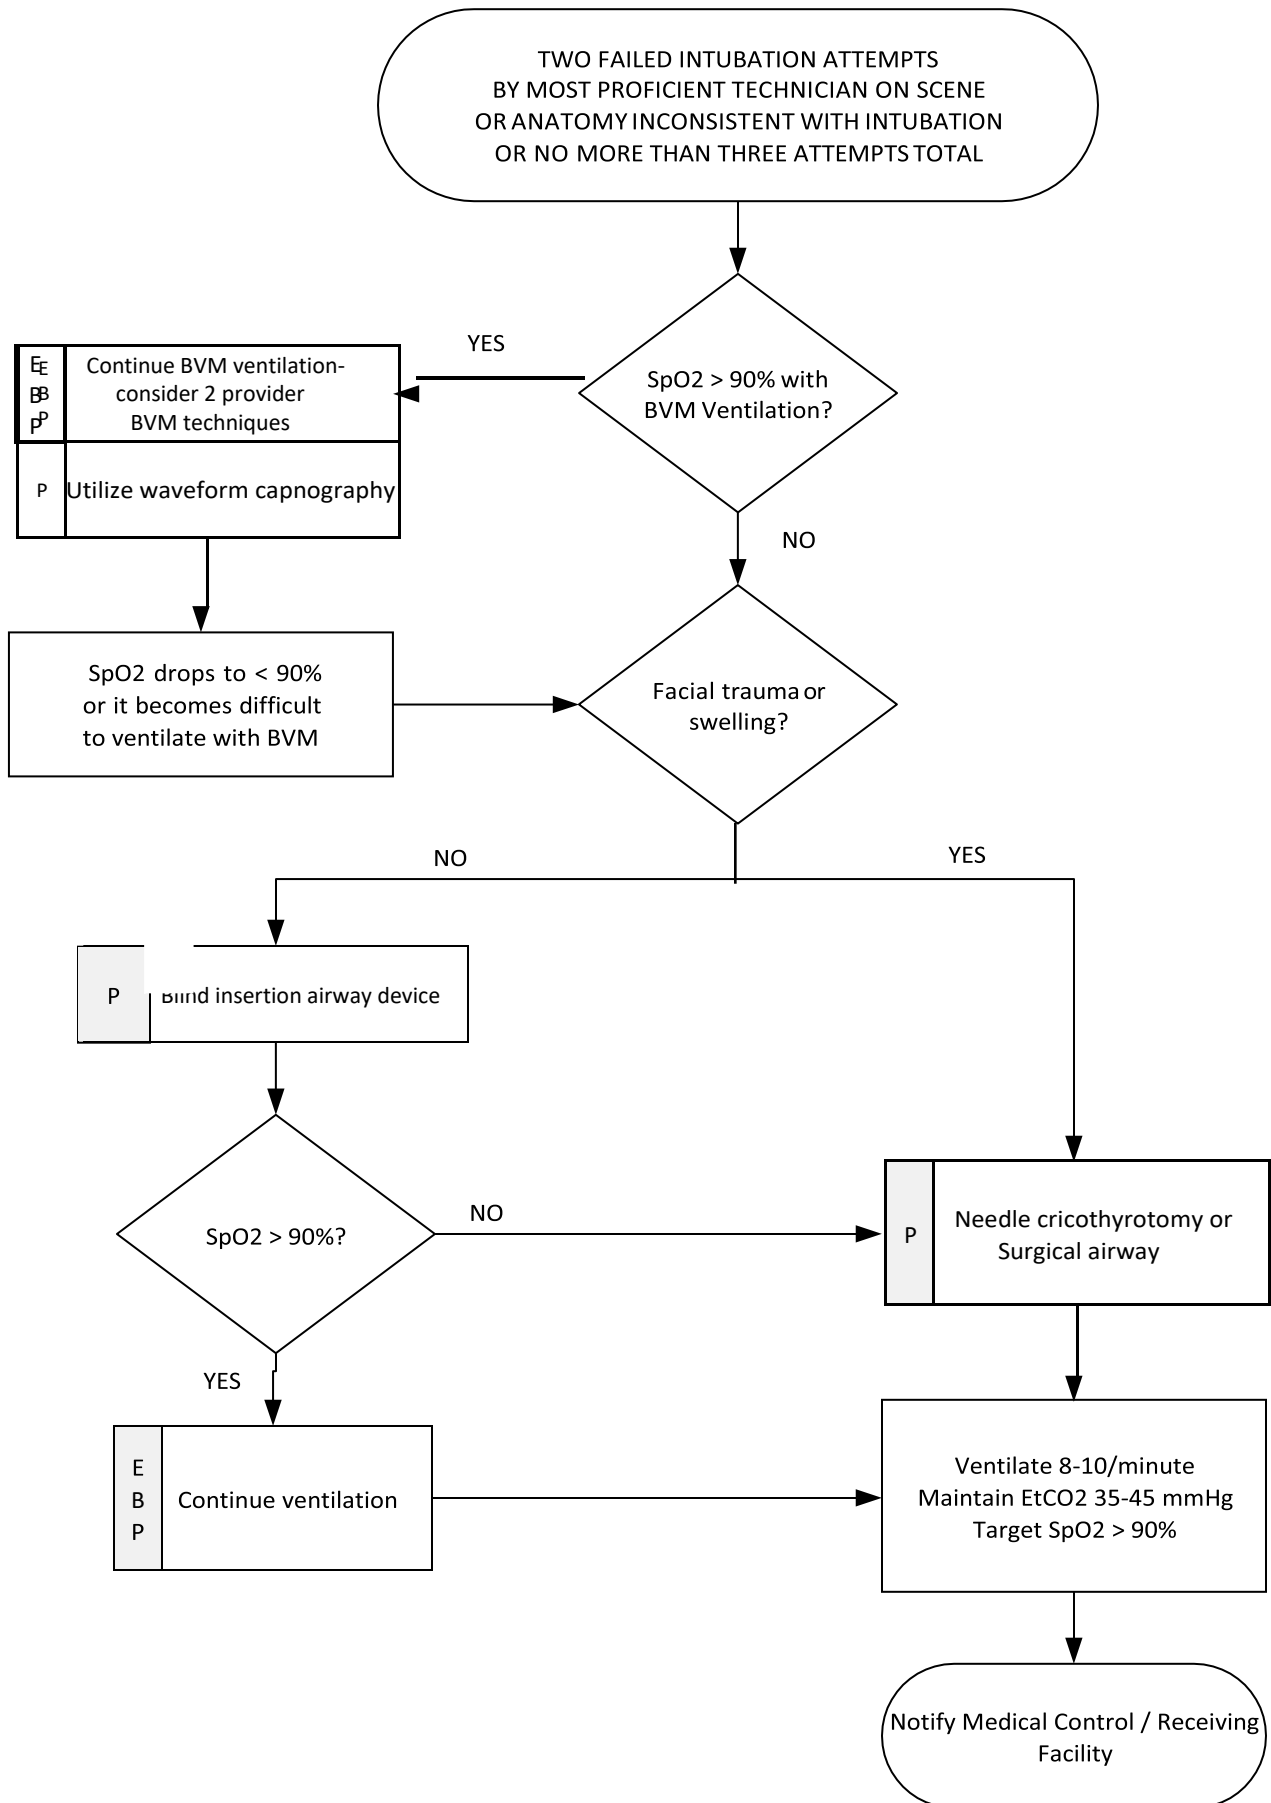 TWO FAILED INTUBATION ATTEMPTS
BY MOST PROFICIENT TECHNICIAN ON SCENE
OR ANATOMY INCONSISTENT WITH INTUBATION
OR NO MORE THAN THREE ATTEMPTS TOTAL
YES
SpO2 > 90% with
BVM Ventilation?
E E
B B
P P
Continue BVM ventilation-
consider 2 provider
BVM techniques
P
Utilize waveform capnography
NO
SpO2 drops to < 90%
or it becomes difficult
to ventilate with BVM
Facial trauma or
swelling?
NO
YES
P
Blind insertion airway device
SpO2 > 90%?
NO
P
Needle cricothyrotomy or
Surgical airway
YES
E
B
P
Continue ventilation
Ventilate 8-10/minute
Maintain EtCO2 35-45 mmHg
Target SpO2 > 90%
Notify Medical Control / Receiving
Facility